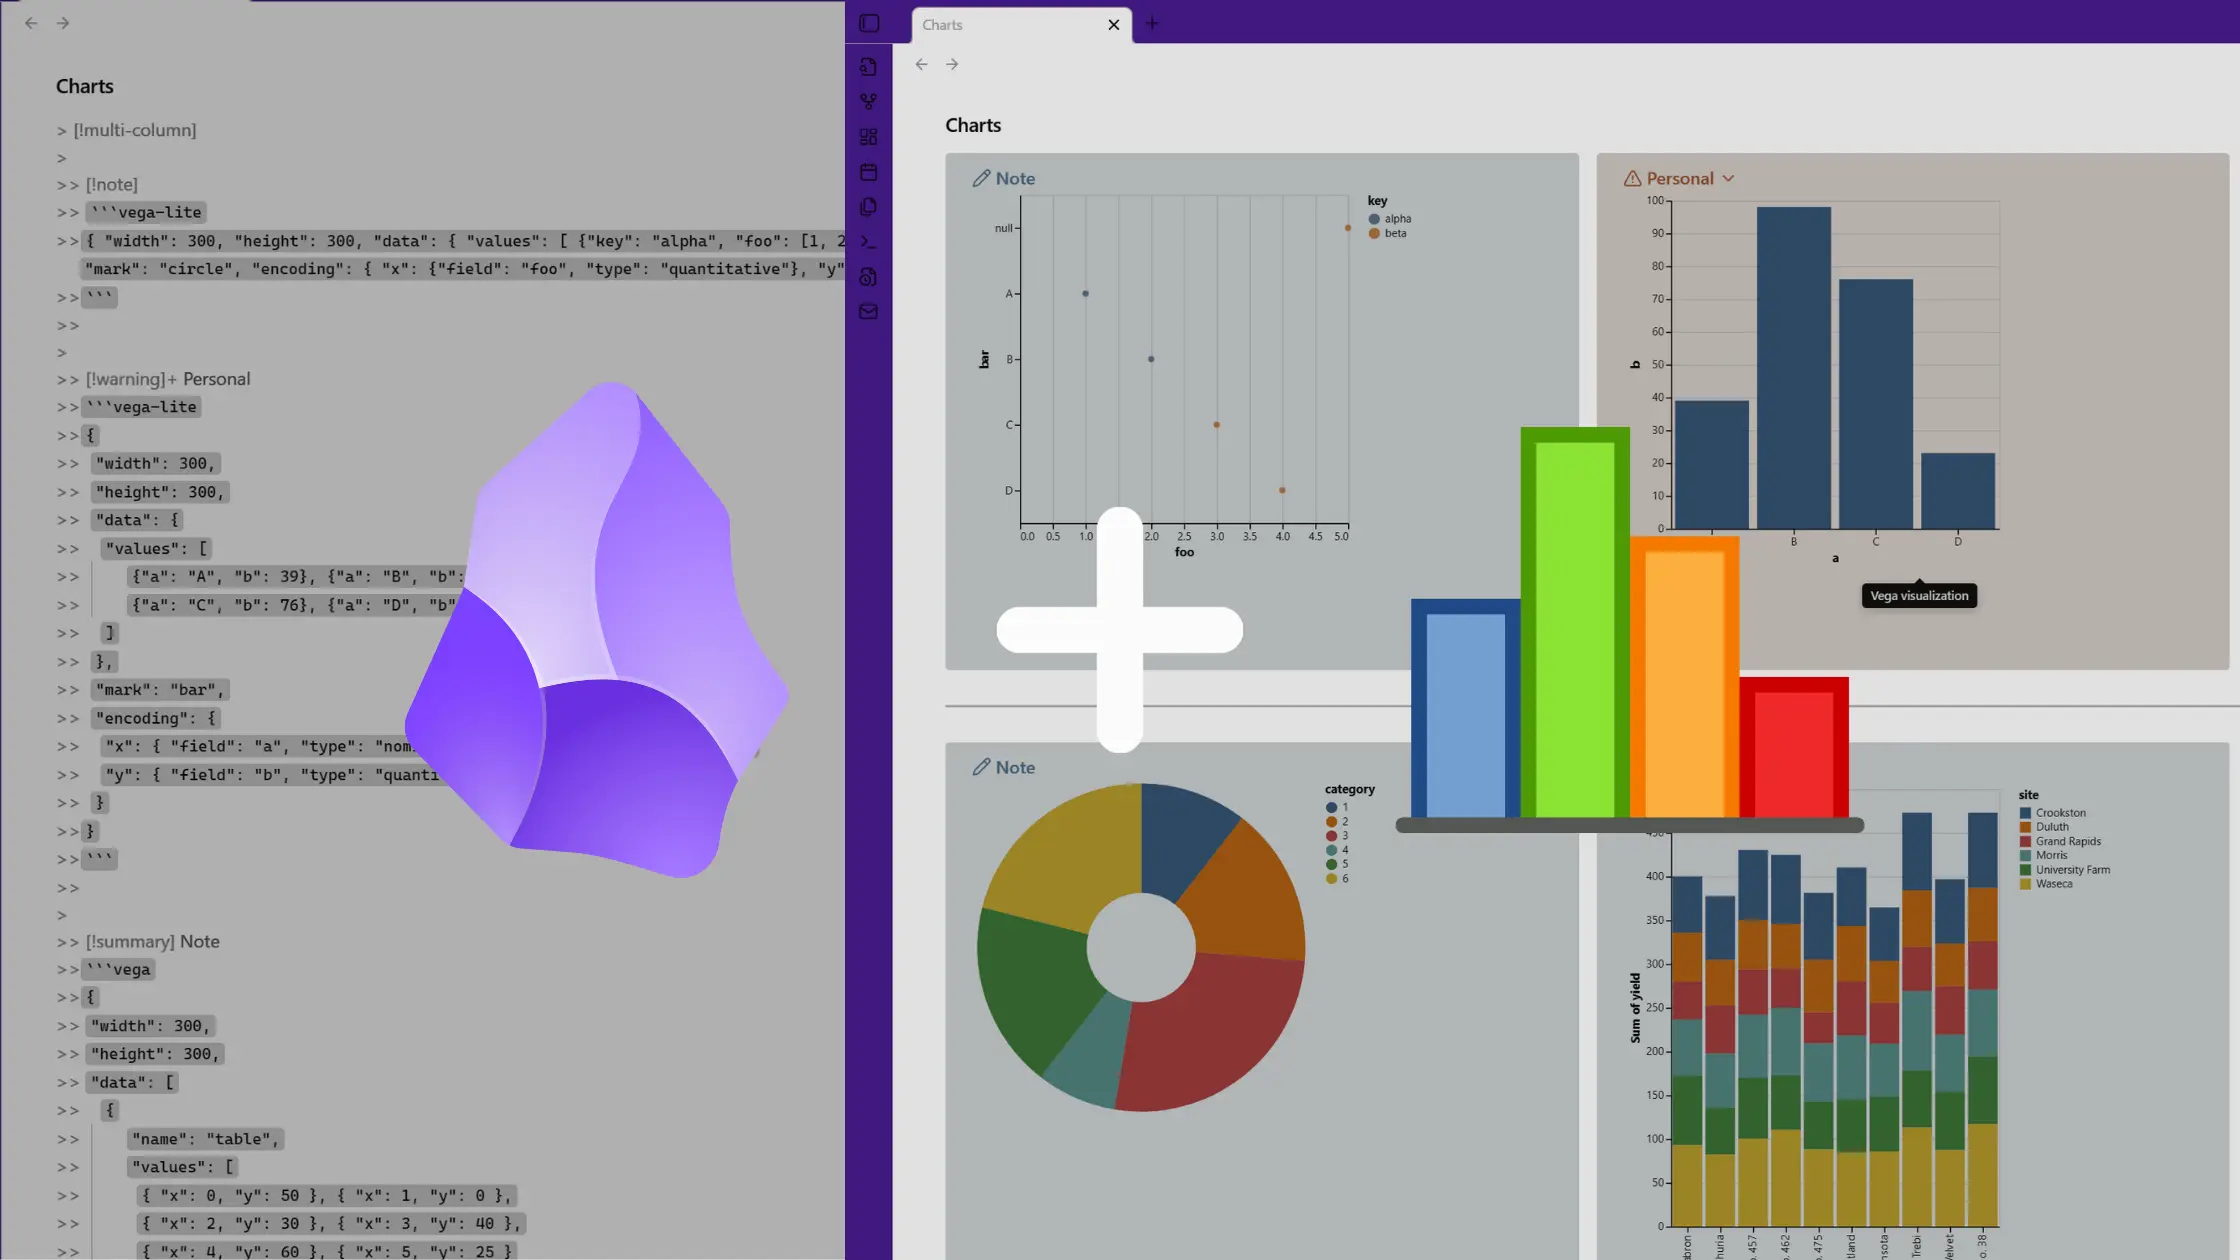 Charts
> [!multi-column]
>
>> [!note]
>> ```vega-lite
>> { "width": 300, "height": 300, "data": { "values": [ {"key": "alpha", "foo": [1, 2
"mark": "circle", "encoding": { "x": {"field": "foo", "type": "quantitative"}, "y"
>> ```
>>
>
>> [!warning]+ Personal
>> ```vega-lite
>> {
>> "width": 300,
>> "height": 300,
>> "data": {
>> "values": [
>> {"a": "A", "b": 39}, {"a": "B", "b":
>> {"a": "C", "b": 76}, {"a": "D", "b"
>> ]
>> },
>> "mark": "bar",
>> "encoding": {
>> "x": { "field": "a", "type": "nom
>> "y": { "field": "b", "type": "quanti
>> }
>> }
>> ```
>>
>
>> [!summary] Note
>> ```vega
>> {
>> "width": 300,
>> "height": 300,
>> "data": [
>> {
>> "name": "table",
>> "values": [
>> { "x": 0, "y": 50 }, { "x": 1, "y": 0 },
>> { "x": 2, "y": 30 }, { "x": 3, "y": 40 },
>> { "x": 4, "y": 60 }, { "x": 5, "y": 25 }
Charts
Charts
Note
null
A
B
C
D
bar
0.0 0.5 1.0 2.0 2.5 3.0 3.5 4.0 4.5 5.0
foo
key
alpha
beta
Personal
100
90
80
70
60
50
40
30
20
10
0
b
B C D
a
Vega visualization
Note
category
1
2
3
4
5
6
400
350
300
250
200
150
100
50
0
Sum of yield
457 462 475 Trebi Velvet 38
site
Crookston
Duluth
Grand Rapids
Morris
University Farm
Waseca